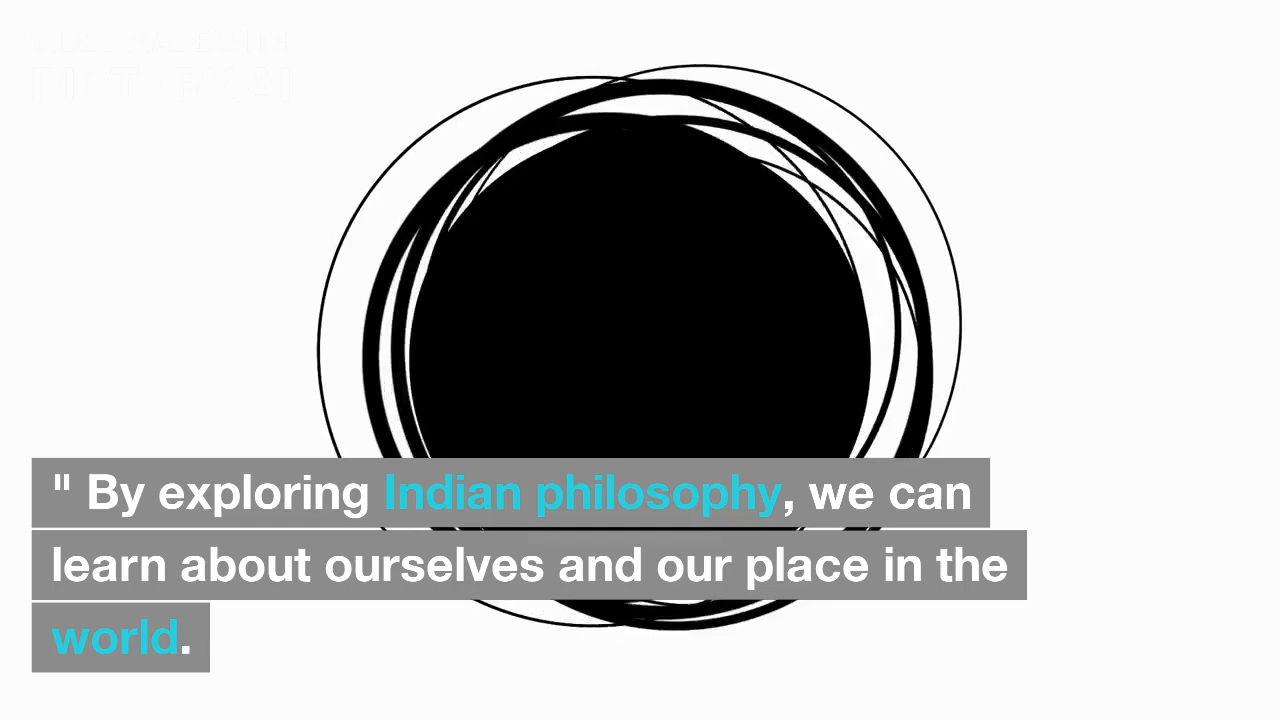 " By exploring Indian philosophy, we can
learn about ourselves and our place in the
world.